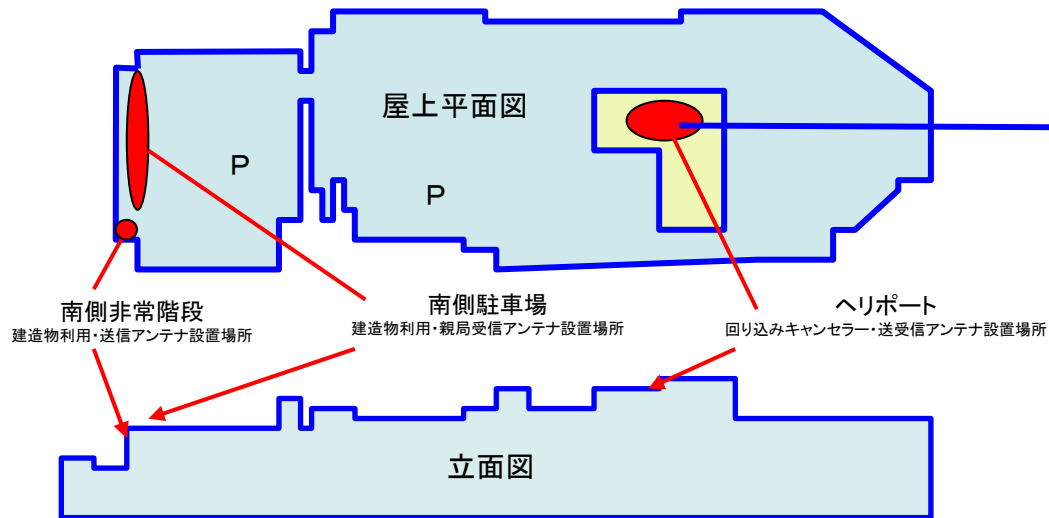 屋上平面図
P
P
南側非常階段
建造物利用・送信アンテナ設置場所
南側駐車場
建造物利用・親局受信アンテナ設置場所
ヘリポート
回り込みキャンセラー・送受信アンテナ設置場所
立面図